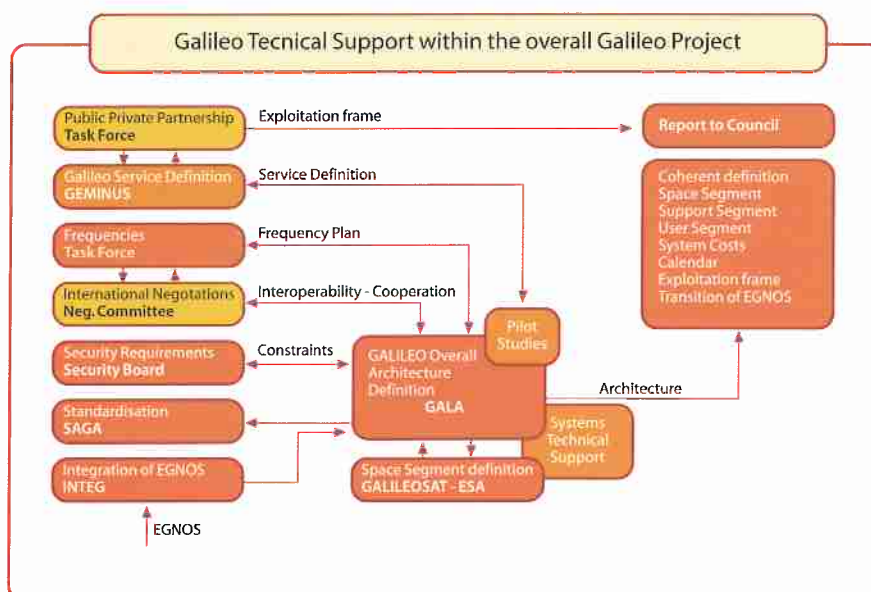 Galileo Tecnical Support within the overall Galileo Project
Public Private Partnership
Task Force
Exploitation frame
Report to Council
Galileo Service Definition
GEMINUS
Service Definition
Coherent definition
Space Segment
Support Segment
User Segment
System Costs
Calendar
Exploitation frame
Transition of EGNOS
Frequencies
Task Force
Frequency Plan
International Negotations
Neg. Committee
Interoperability - Cooperation
Pilot
Studies
Security Requirements
Security Board
Constraints
GALILEO Overall
Architecture
Definition
GALA
Architecture
Standardisation
SAGA
Systems
Technical
Support
Integration of EGNOS
INTEG
Space Segment definition
GALILEOSAT - ESA
EGNOS